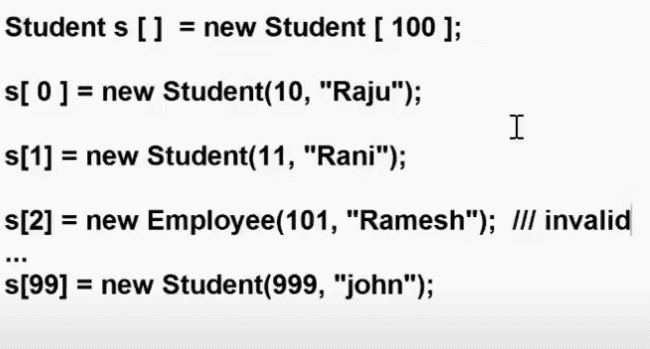 Student s [ ]  = new Student [ 100 ];
s[ 0 ] = new Student(10, "Raju");
s[1] = new Student(11, "Rani");
s[2] = new Employee(101, "Ramesh");  /// invalid
...
s[99] = new Student(999, "john");